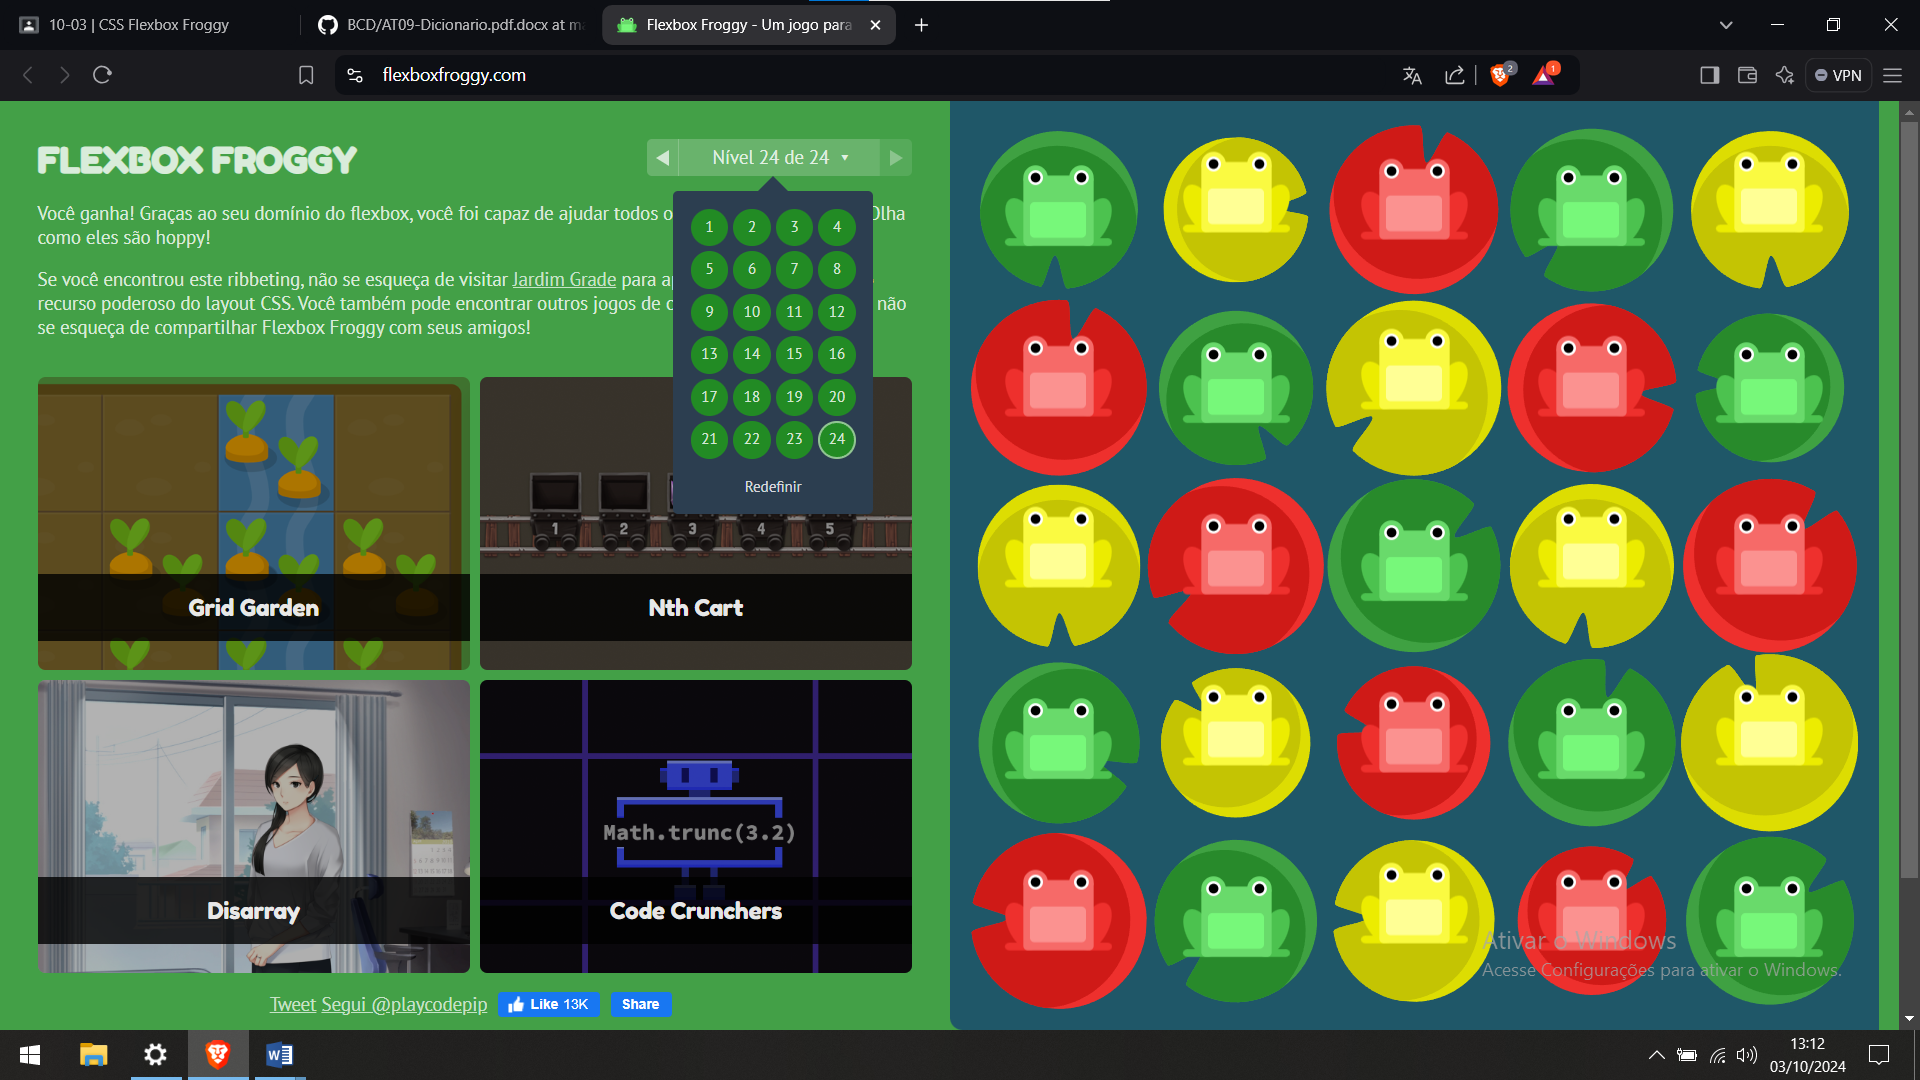 10-03 | CSS Flexbox Froggy
BCD/AT09-Dicionario.pdf.docx at ma
Flexbox Froggy - Um jogo para
flexboxfroggy.com
2
1
VPN
FLEXBOX FROGGY
Nível 24 de 24
Você ganha! Graças ao seu domínio do flexbox, você foi capaz de ajudar todos o
Olha
como eles são hoppy!
Se você encontrou este ribbeting, não se esqueça de visitar Jardim Grade para ap
recurso poderoso do layout CSS. Você também pode encontrar outros jogos de c
não
se esqueça de compartilhar Flexbox Froggy com seus amigos!
1 2 3 4
5 6 7 8
9 10 11 12
13 14 15 16
17 18 19 20
21 22 23 24
Redefinir
1 2 3 4 5
Grid Garden
Nth Cart
Math.trunc(3.2)
Disarray
Code Crunchers
Tweet Segui @playcodepip
Like 13K
Share
Ativar o Windows
Acesse Configurações para ativar o Windows.
13:12
03/10/2024